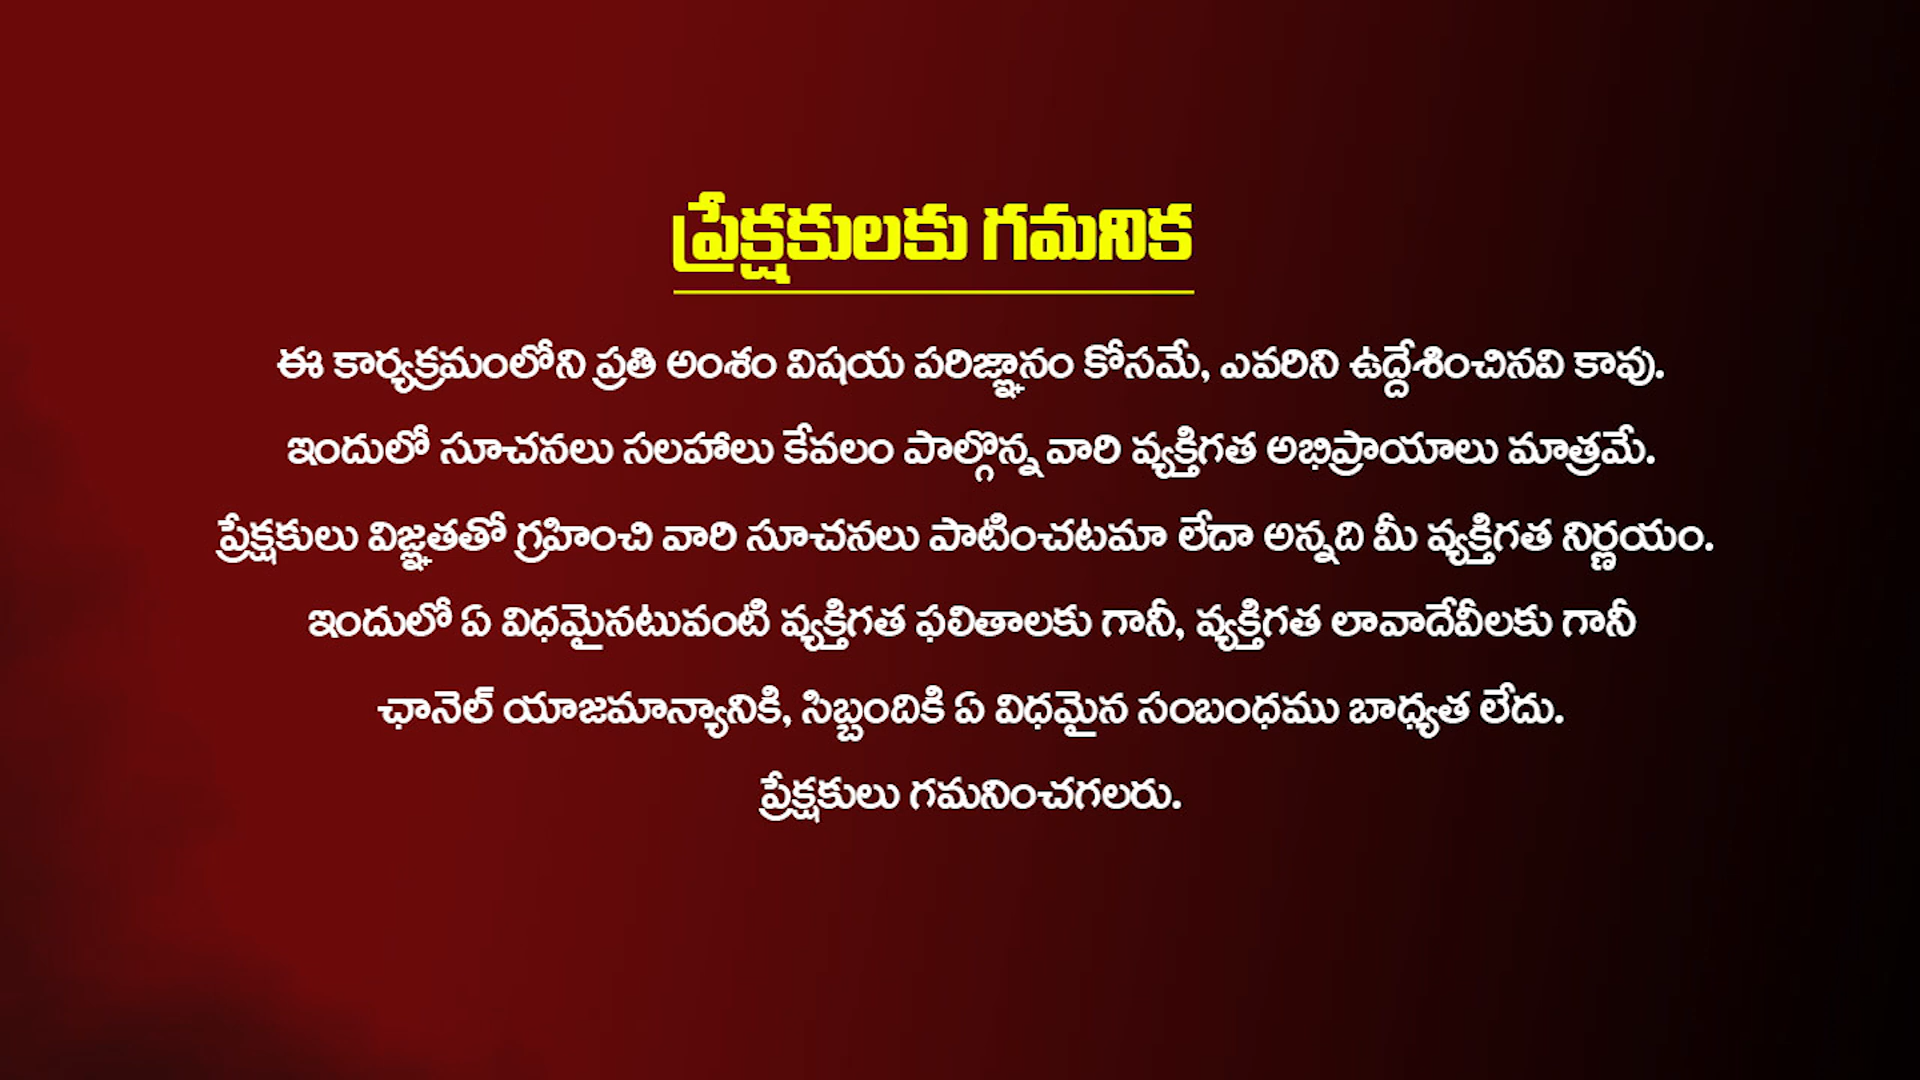 ప్రేక్షకులకు గమనిక
ఈ కార్యక్రమంలోని ప్రతి అంశం విషయ పరిజ్ఞానం కోసమే, ఎవరిని ఉద్దేశించినవి కావు.
ఇందులో సూచనలు సలహాలు కేవలం పాల్గొన్న వారి వ్యక్తిగత అభిప్రాయాలు మాత్రమే.
ప్రేక్షకులు విజ్ఞతతో గ్రహించి వారి సూచనలు పాటించటమా లేదా అన్నది మీ వ్యక్తిగత నిర్ణయం.
ఇందులో ఏ విధమైనటువంటి వ్యక్తిగత ఫలితాలకు గానీ, వ్యక్తిగత లావాదేవీలకు గానీ
ఛానెల్ యాజమాన్యానికి, సిబ్బందికి ఏ విధమైన సంబంధము బాధ్యత లేదు.
ప్రేక్షకులు గమనించగలరు.